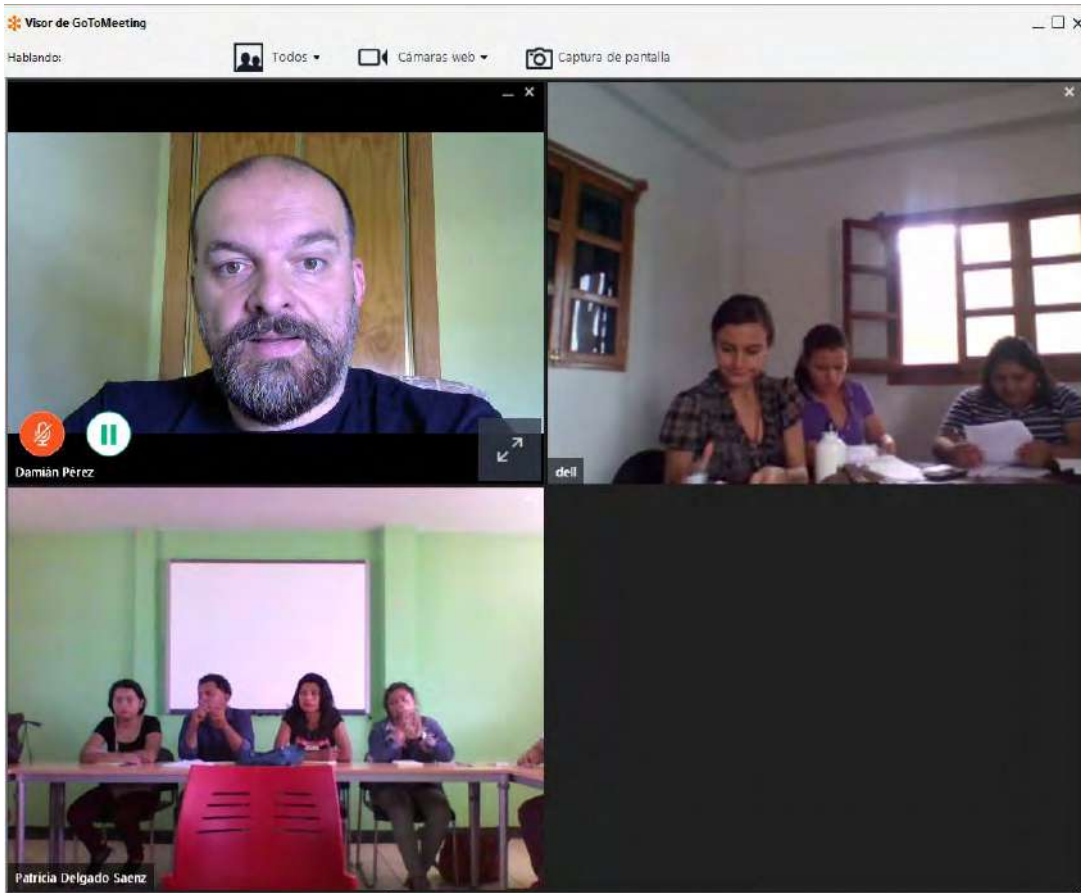 Visor de GoToMeeting
Hablando:
Todos
Cámaras web
Captura de pantalla
Damián Pérez
dell
Patricia Delgado Saenz